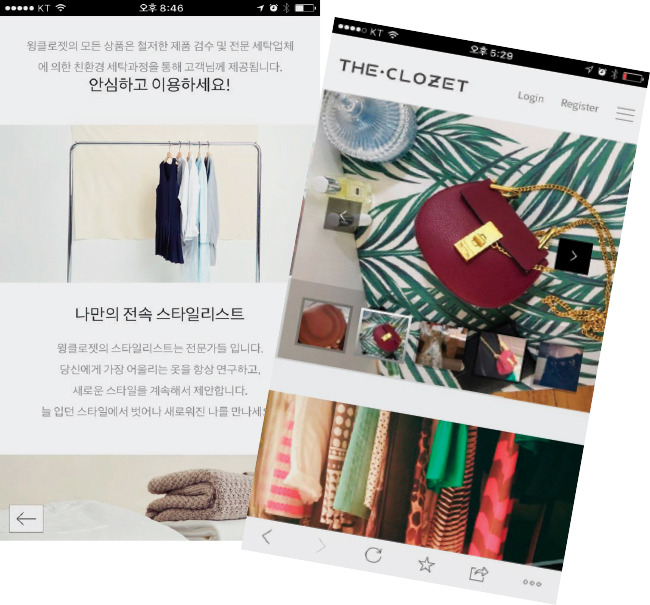 KT 오후 8:46
윙클로젯의 모든 상품은 철저한 제품 검수 및 전문 세탁업체
에 의한 친환경 세탁과정을 통해 고객님께 제공됩니다.
안심하고 이용하세요!
나만의 전속 스타일리스트
윙클로젯의 스타일리스트는 전문가들 입니다.
당신에게 가장 어울리는 옷을 항상 연구하고,
새로운 스타일을 계속해서 제안합니다.
늘 입던 스타일에서 벗어나 새로워진 나를 만나세
KT 오후 5:29
THE·CLOZET
Login Register